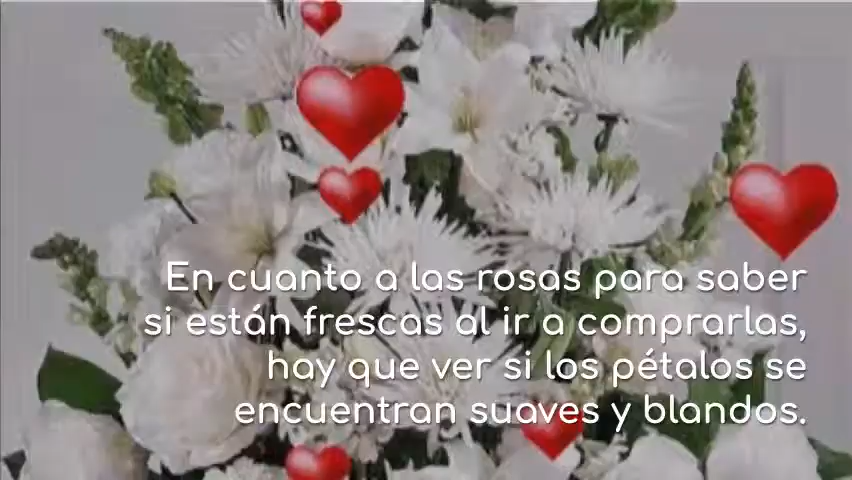 En cuanto a las rosas para saber
si están frescas al ir a comprarlas,
hay que ver si los pétalos se
encuentran suaves y blandos.